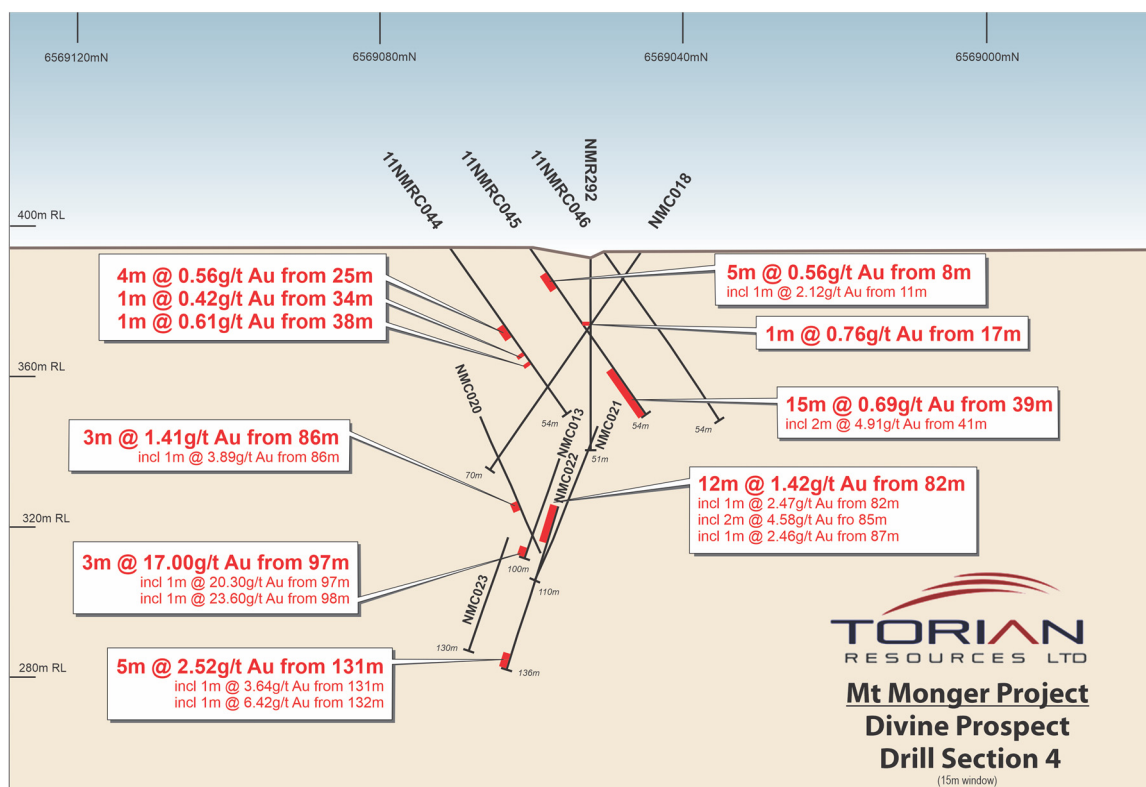 6569120mN
6569080mN
6569040mN
6569000mN
11NMRC044
11NMRC045
11NMRC046
NMR292
NMC018
400m RL
4m @ 0.56g/t Au from 25m
1m @ 0.42g/t Au from 34m
1m @ 0.61g/t Au from 38m
5m @ 0.56g/t Au from 8m
incl 1m @ 2.12g/t Au from 11m
1m @ 0.76g/t Au from 17m
360m RL
NMC020
NMC013
NMC021
NMC022
54m
54m
54m
15m @ 0.69g/t Au from 39m
incl 2m @ 4.91g/t Au from 41m
3m @ 1.41g/t Au from 86m
incl 1m @ 3.89g/t Au from 86m
70m
51m
12m @ 1.42g/t Au from 82m
incl 1m @ 2.47g/t Au from 82m
incl 2m @ 4.58g/t Au fro 85m
incl 1m @ 2.46g/t Au from 87m
320m RL
3m @ 17.00g/t Au from 97m
incl 1m @ 20.30g/t Au from 97m
incl 1m @ 23.60g/t Au from 98m
100m
110m
NMC023
130m
136m
280m RL
5m @ 2.52g/t Au from 131m
incl 1m @ 3.64g/t Au from 131m
incl 1m @ 6.42g/t Au from 132m
TORIAN
RESOURCES LTD
Mt Monger Project
Divine Prospect
Drill Section 4
(15m window)